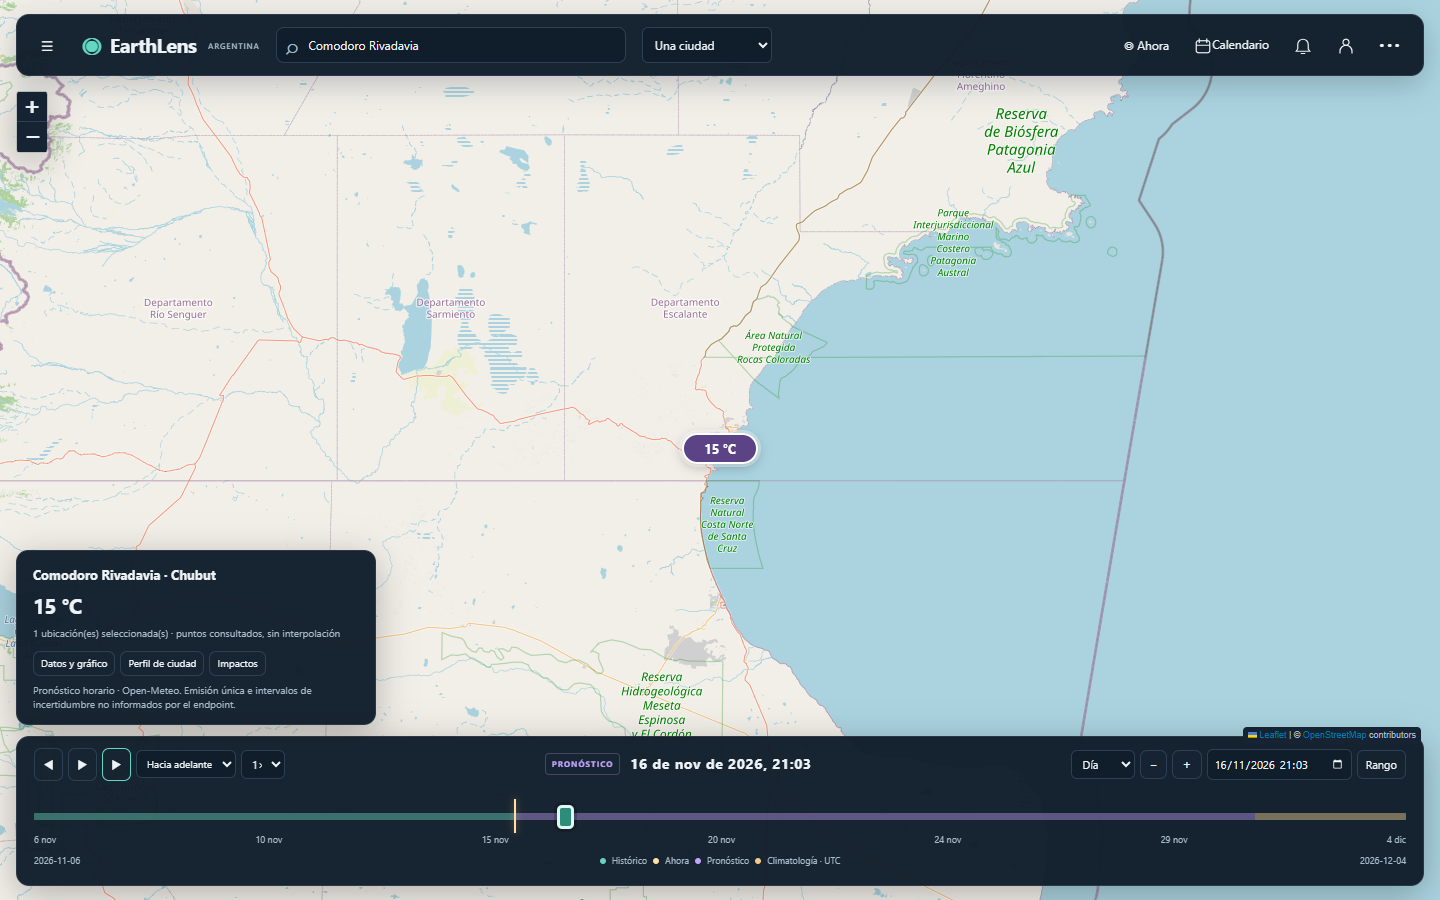 ☰ EarthLens ARGENTINA
Comodoro Rivadavia
Una ciudad
Ahora
Calendario
•••
+
−
Florentino
Ameghino
Reserva
de Biósfera
Patagonia
Azul
Parque
Interjurisdiccional
Marino
Costero
Patagonia
Austral
Departamento
Río Senguer
Departamento
Sarmiento
Departamento
Escalante
Área Natural
Protegida
Rocas Coloradas
15 °C
Reserva
Natural
Costa Norte
de Santa
Cruz
Reserva
Hidrogeológica
Meseta
Espinosa
y El Cordón
Comodoro Rivadavia · Chubut
15 °C
1 ubicación(es) seleccionada(s) · puntos consultados, sin interpolación
Datos y gráfico
Perfil de ciudad
Impactos
Pronóstico horario · Open-Meteo. Emisión única e intervalos de
incertidumbre no informados por el endpoint.
Leaflet | © OpenStreetMap contributors
Hacia adelante
PRONÓSTICO 16 de nov de 2026, 21:03
Día
−
+
16/11/2026 21:03
Rango
6 nov 10 nov 15 nov 20 nov 24 nov 29 nov 4 dic
2026-11-06
Histórico Ahora Pronóstico Climatología · UTC
2026-12-04